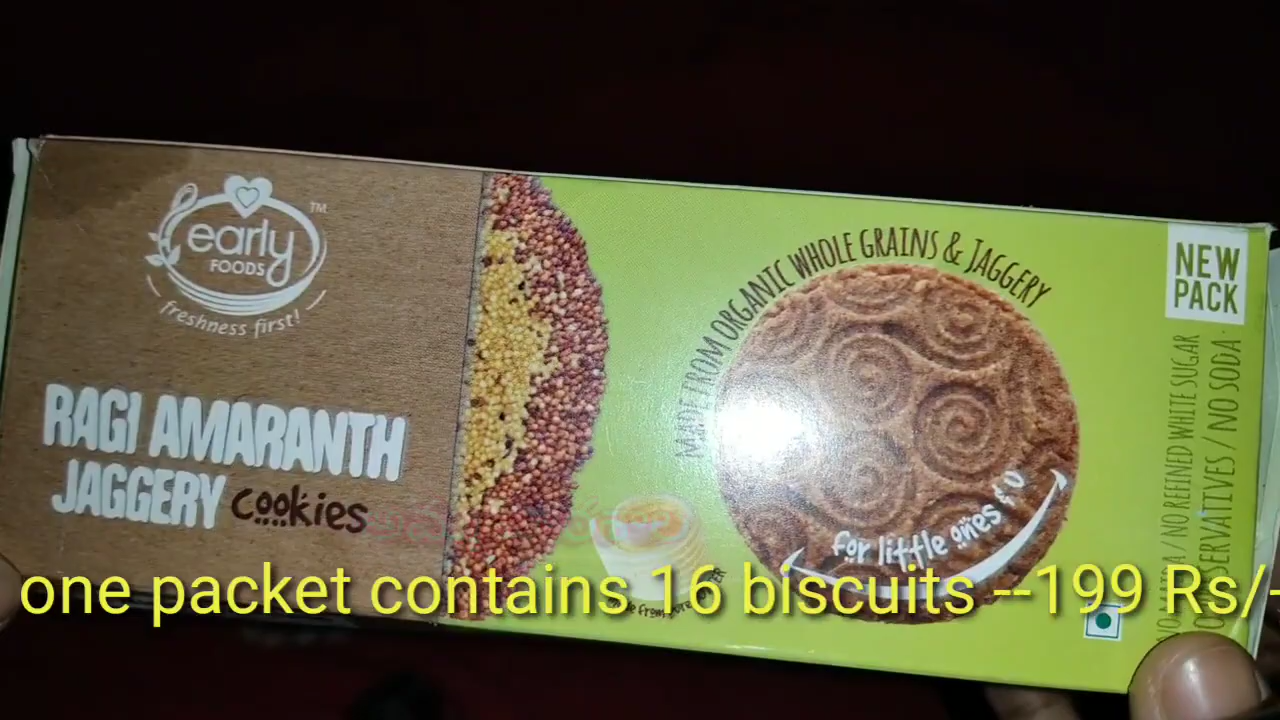 early
FOODS
TM
freshness first!
RAGI AMARANTH
JAGGERY cookies
MADE FROM ORGANIC WHOLE GRAINS & JAGGERY
for little ones & u
NEW
PACK
/ NO REFINED WHITE SUGAR
/ NO SODA
one packet contains 16 biscuits --199 Rs/-